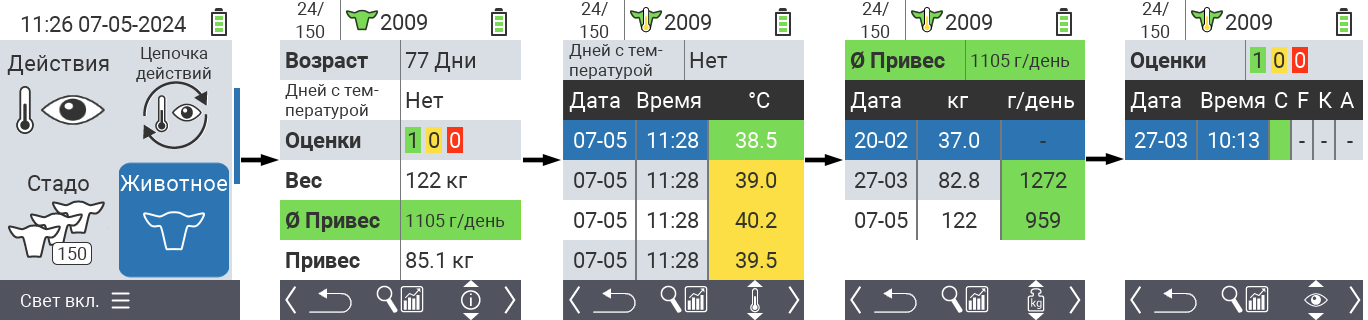 11:26 07-05-2024
Действия
Цепочка
действий
Стадо
150
Животное
Свет вкл.
24/
150
2009
Возраст 77 Дни
Дней с тем-
пературой Нет
Оценки 1 0 0
Вес 122 кг
Ø Привес 1105 г/день
Привес 85.1 кг
24/
150
2009
Дней с тем-
пературой Нет
Дата Время °C
07-05 11:28 38.5
07-05 11:28 39.0
07-05 11:28 40.2
07-05 11:28 39.5
24/
150
2009
Ø Привес 1105 г/день
Дата кг г/день
20-02 37.0 -
27-03 82.8 1272
07-05 122 959
kg
24/
150
2009
Оценки 1 0 0
Дата Время C F K A
27-03 10:13 - - -